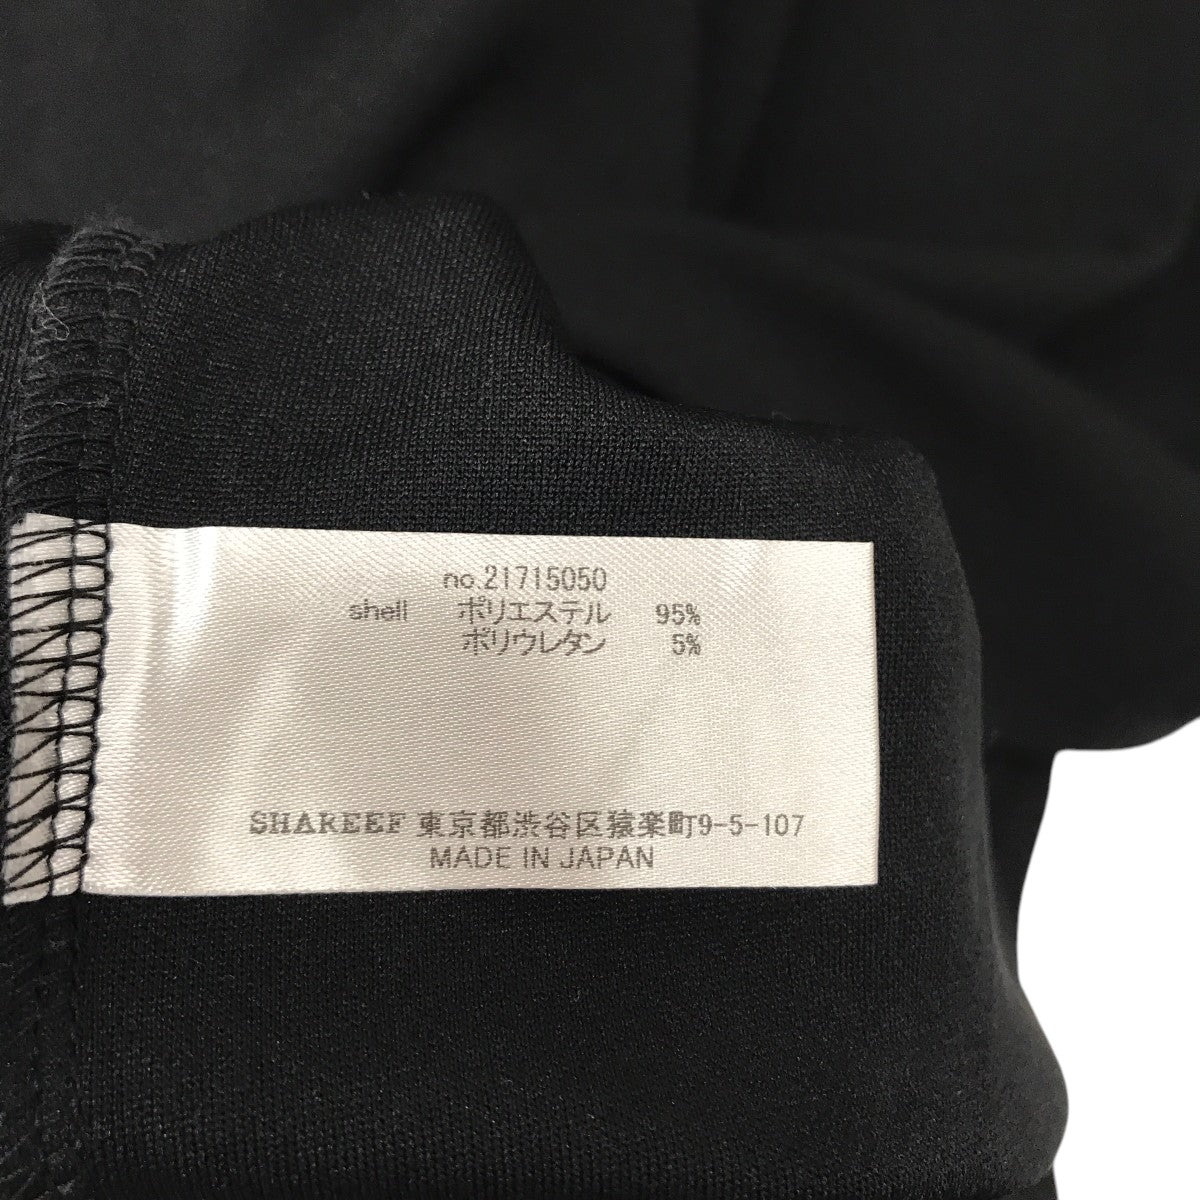 no.21715050
shell ポリエステル 95%
ポリウレタン 5%
SHAREEF 東京都渋谷区猿楽町9-5-107
MADE IN JAPAN